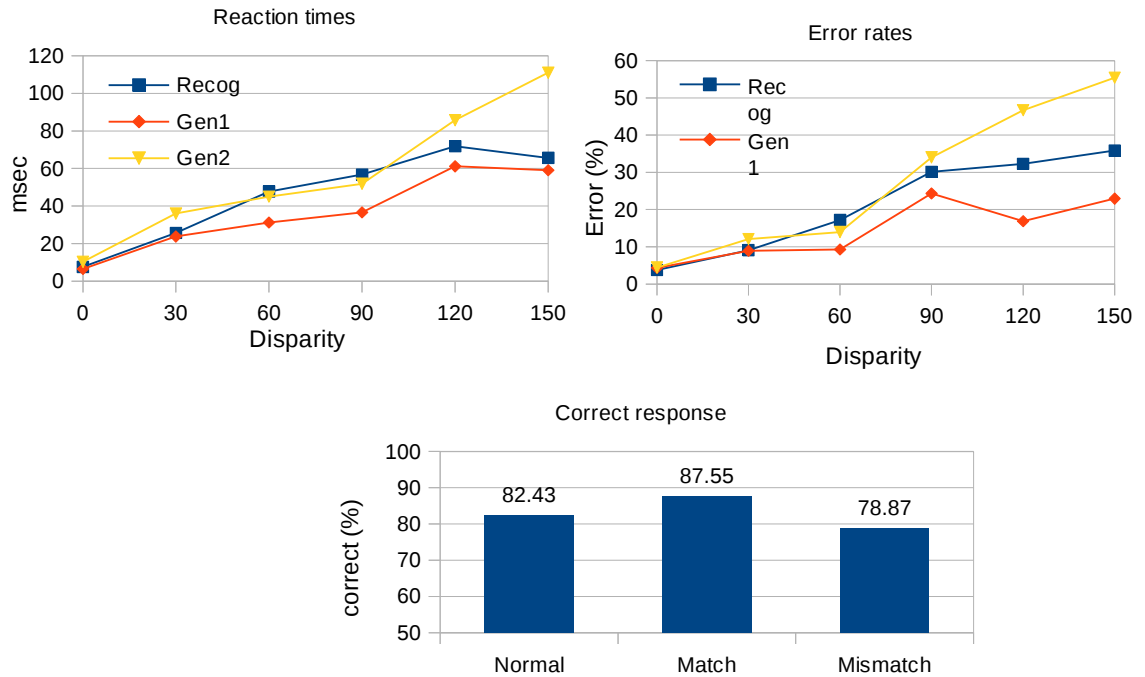 Reaction times
120
100
80
60
40
20
0
msec
Recog
Gen1
Gen2
0 30 60 90 120 150
Disparity
Error rates
60
50
40
30
20
10
0
Error (%)
Rec
og
Gen
1
0 30 60 90 120 150
Disparity
Correct response
100
90
80
70
60
50
correct (%)
82.43 87.55 78.87
Normal Match Mismatch